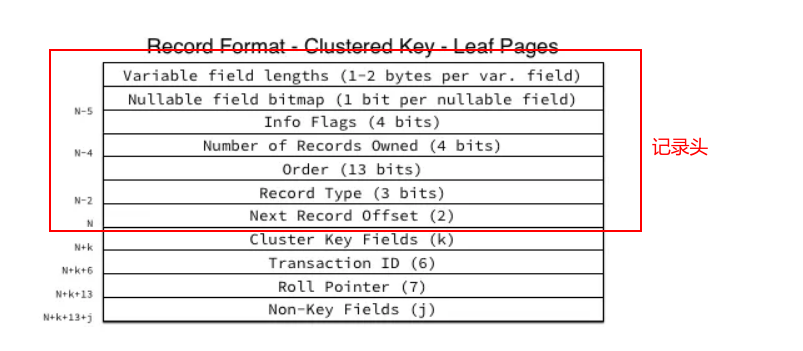 Record Format - Clustered Key - Leaf Pages
Variable field lengths (1-2 bytes per var. field)
Nullable field bitmap (1 bit per nullable field)
N-5
Info Flags (4 bits)
Number of Records Owned (4 bits)
N-4
Order (13 bits)
记录头
Record Type (3 bits)
N-2
Next Record Offset (2)
N
Cluster Key Fields (k)
N+k
Transaction ID (6)
N+k+6
Roll Pointer (7)
N+k+13
Non-Key Fields (j)
N+k+13+j